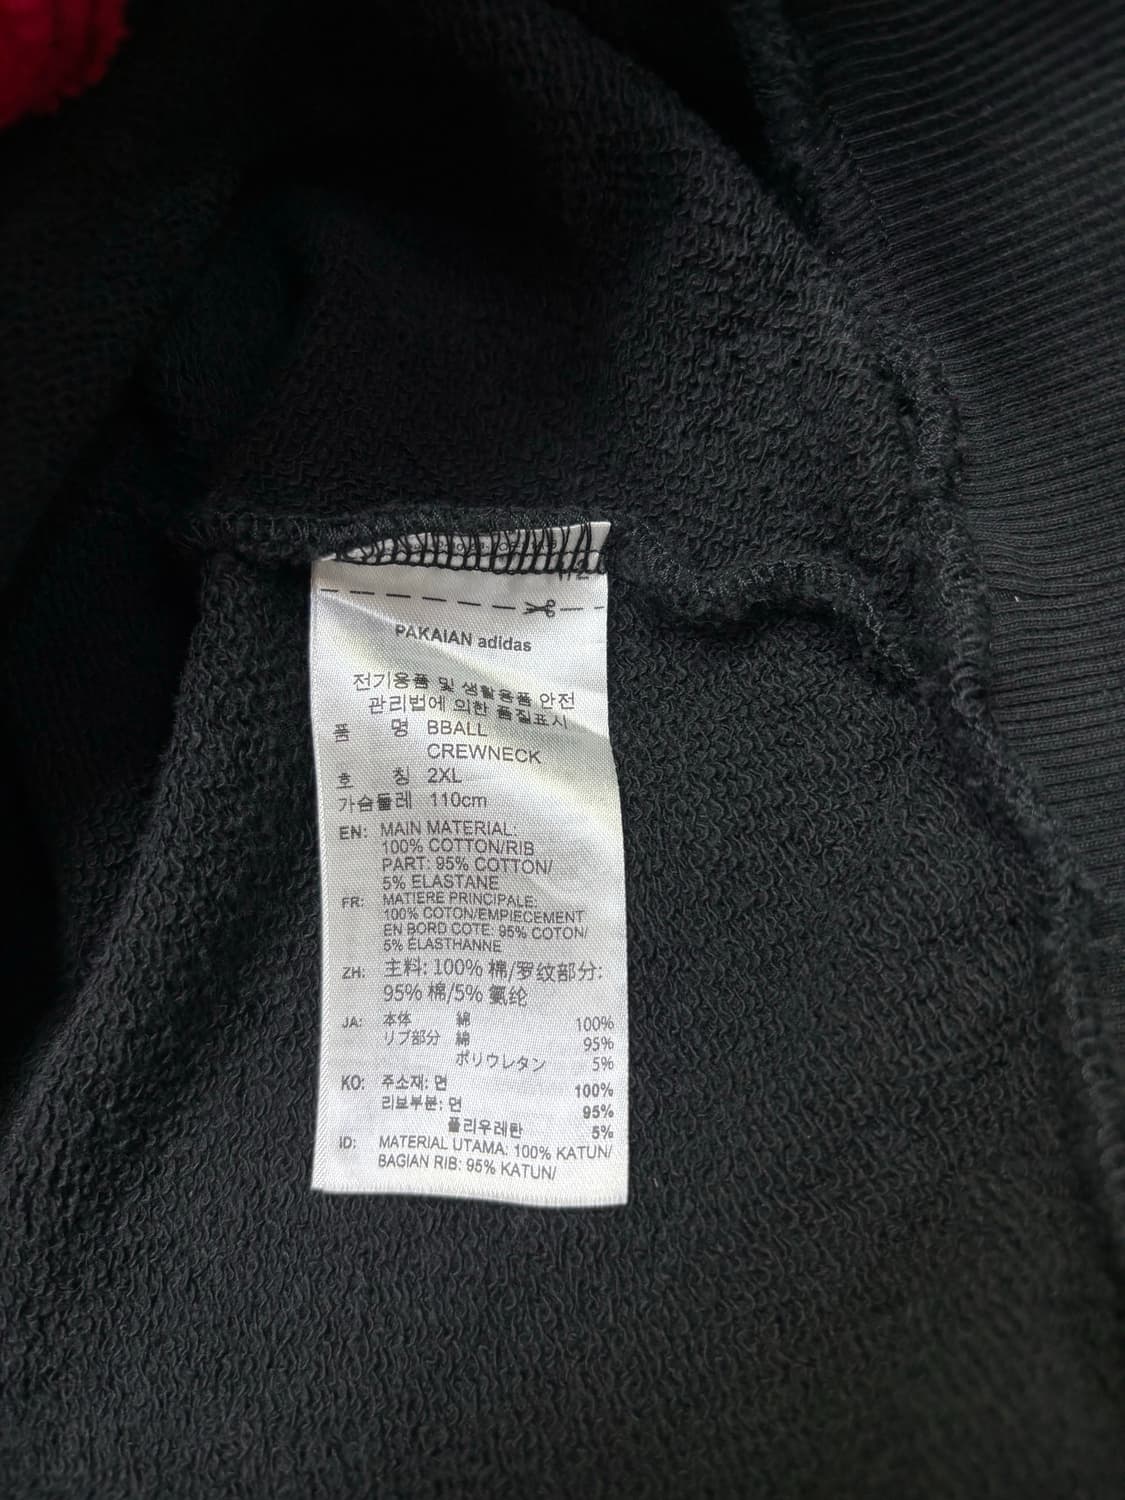 PAKAIAN adidas
전기용품 및 생활용품 안전
관리법에 의한 품질표시
품 명 BBALL
CREWNECK
호 칭 2XL
가슴둘레 110cm
EN: MAIN MATERIAL:
100% COTTON/RIB
PART: 95% COTTON/
5% ELASTANE
FR: MATIERE PRINCIPALE:
100% COTON/EMPIECEMENT
EN BORD COTE: 95% COTON/
5% ÉLASTHANNE
ZH: 主料: 100% 棉/罗纹部分:
95% 棉/5% 氨纶
JA: 本体 綿 100%
リブ部分 綿 95%
ポリウレタン 5%
KO: 주소재: 면 100%
리브부분: 면 95%
폴리우레탄 5%
ID: MATERIAL UTAMA: 100% KATUN/
BAGIAN RIB: 95% KATUN/